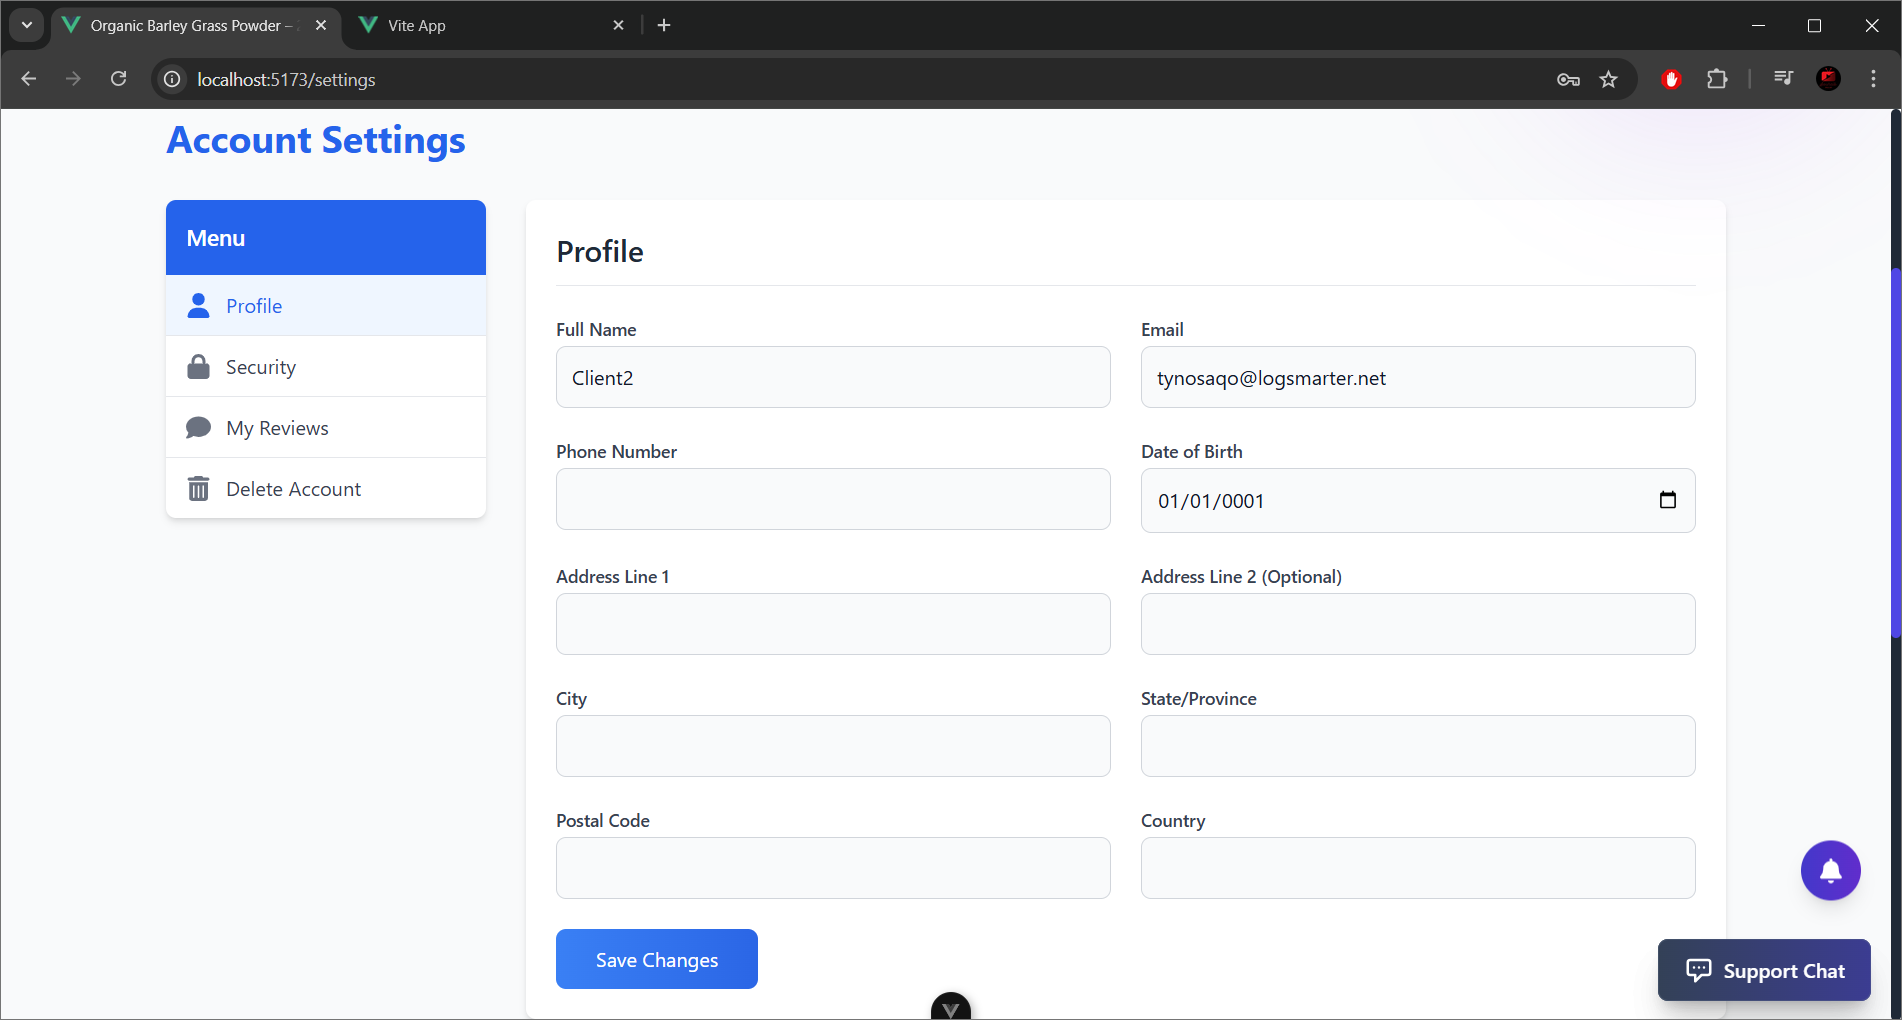 Organic Barley Grass Powder –
Vite App
localhost:5173/settings
Account Settings
Menu
Profile
Security
My Reviews
Delete Account
Profile
Full Name
Email
Client2
tynosaqo@logsmarter.net
Phone Number
Date of Birth
01/01/0001
Address Line 1
Address Line 2 (Optional)
City
State/Province
Postal Code
Country
Save Changes
Support Chat